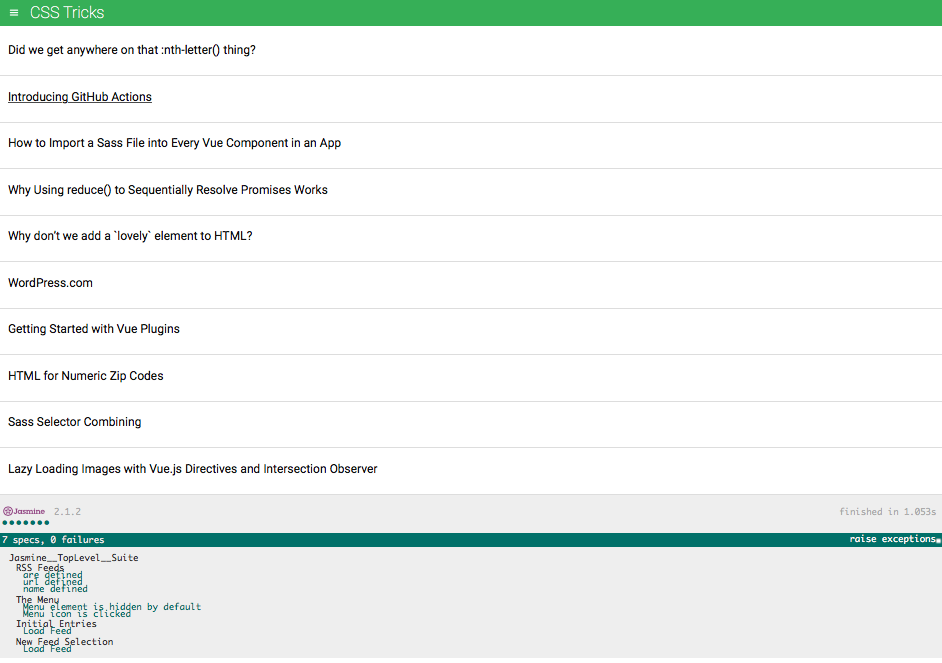 CSS Tricks
Did we get anywhere on that :nth-letter() thing?
Introducing GitHub Actions
How to Import a Sass File into Every Vue Component in an App
Why Using reduce() to Sequentially Resolve Promises Works
Why don’t we add a `lovely` element to HTML?
WordPress.com
Getting Started with Vue Plugins
HTML for Numeric Zip Codes
Sass Selector Combining
Lazy Loading Images with Vue.js Directives and Intersection Observer
Jasmine 2.1.2 finished in 1.053s
7 specs, 0 failures raise exceptions
Jasmine__TopLevel__Suite
RSS Feeds
are defined
url defined
name defined
The Menu
Menu element is hidden by default
Menu icon is clicked
Initial Entries
Load Feed
New Feed Selection
Load Feed